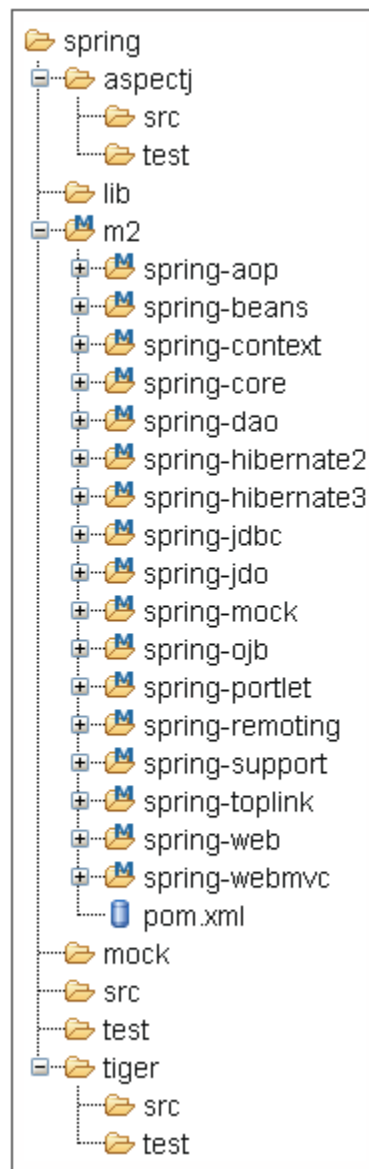 spring
aspectj
src
test
lib
m2
spring-aop
spring-beans
spring-context
spring-core
spring-dao
spring-hibernate2
spring-hibernate3
spring-jdbc
spring-jdo
spring-mock
spring-ojb
spring-portlet
spring-remoting
spring-support
spring-toplink
spring-web
spring-webmvc
pom.xml
mock
src
test
tiger
src
test